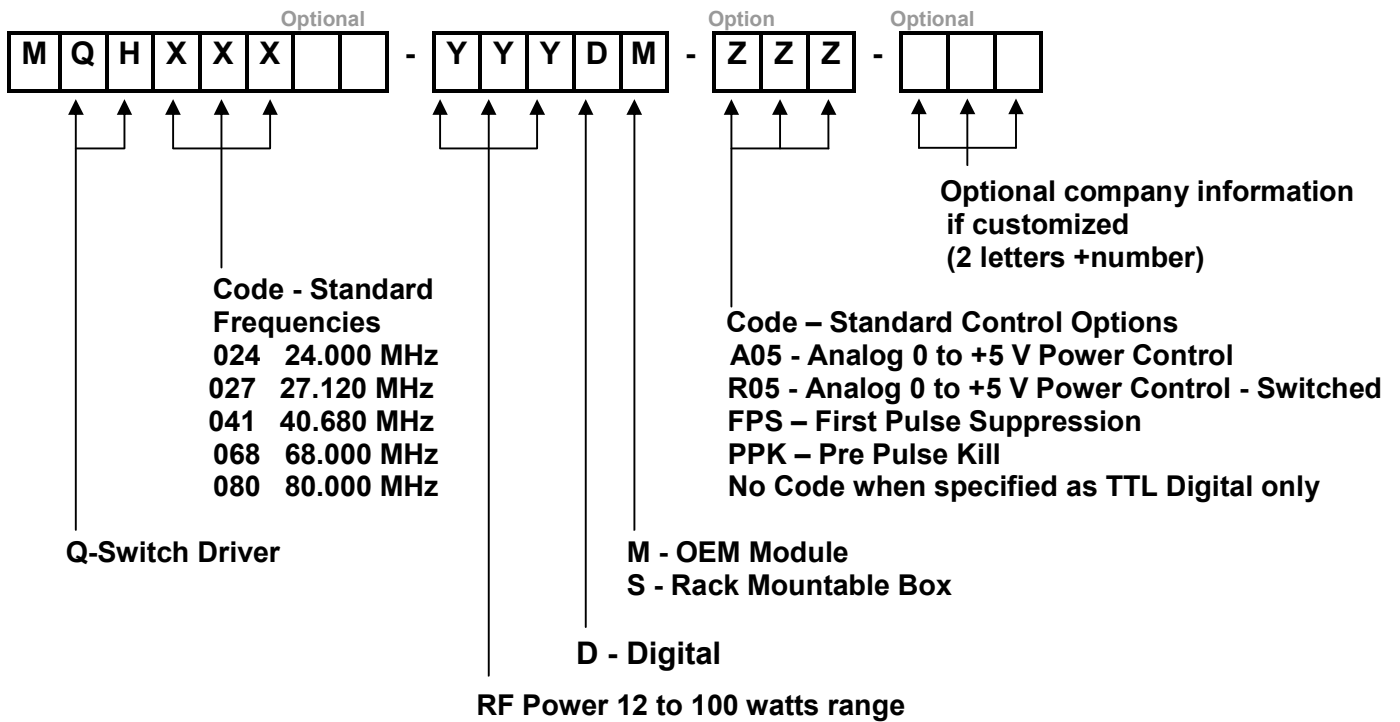 Optional Option Optional
M Q H X X X - Y Y Y D M - Z Z Z -
Optional company information
if customized
(2 letters +number)
Code - Standard
Frequencies
024 24.000 MHz
027 27.120 MHz
041 40.680 MHz
068 68.000 MHz
080 80.000 MHz
Code – Standard Control Options
A05 - Analog 0 to +5 V Power Control
R05 - Analog 0 to +5 V Power Control - Switched
FPS – First Pulse Suppression
PPK – Pre Pulse Kill
No Code when specified as TTL Digital only
Q-Switch Driver
M - OEM Module
S - Rack Mountable Box
D - Digital
RF Power 12 to 100 watts range